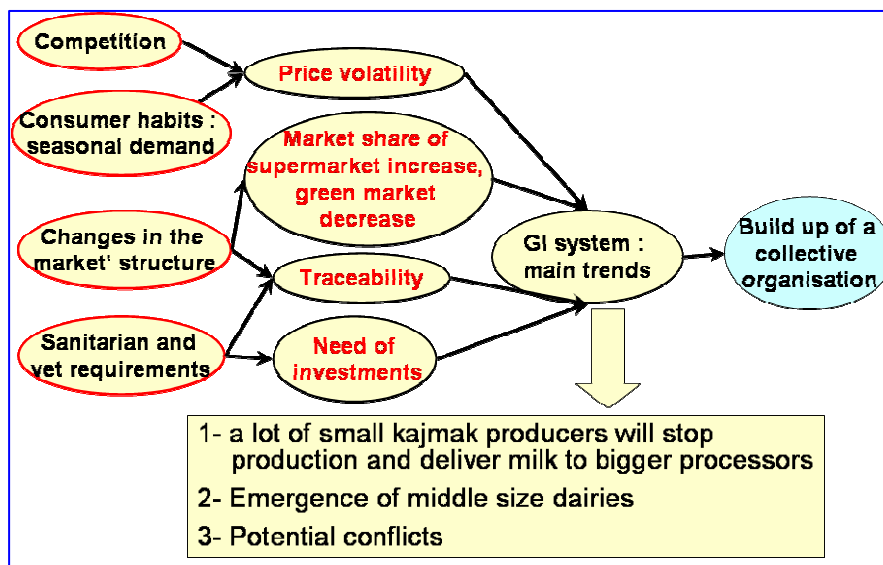 Competition
Consumer habits :
seasonal demand
Changes in the
market' structure
Sanitarian and
vet requirements
Price volatility
Market share of
supermarket increase,
green market
decrease
Traceability
Need of
investments
GI system :
main trends
Build up of a
collective
organisation
1- a lot of small kajmak producers will stop
production and deliver milk to bigger processors
2- Emergence of middle size dairies
3- Potential conflicts